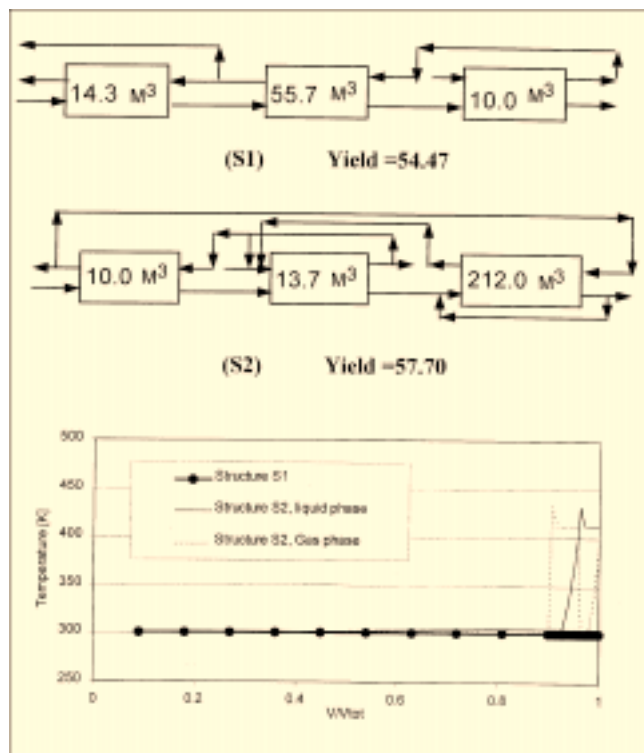 14.3 M³ 55.7 M³ 10.0 M³
(S1) Yield =54.47
10.0 M³ 13.7 M³ 212.0 M³
(S2) Yield =57.70
500
450
400
350
300
250
Temperature [K]
Structure S1
Structure S2, liquid phase
Structure S2, Gas phase
0 0.2 0.4 0.6 0.8 1
V/Vtot